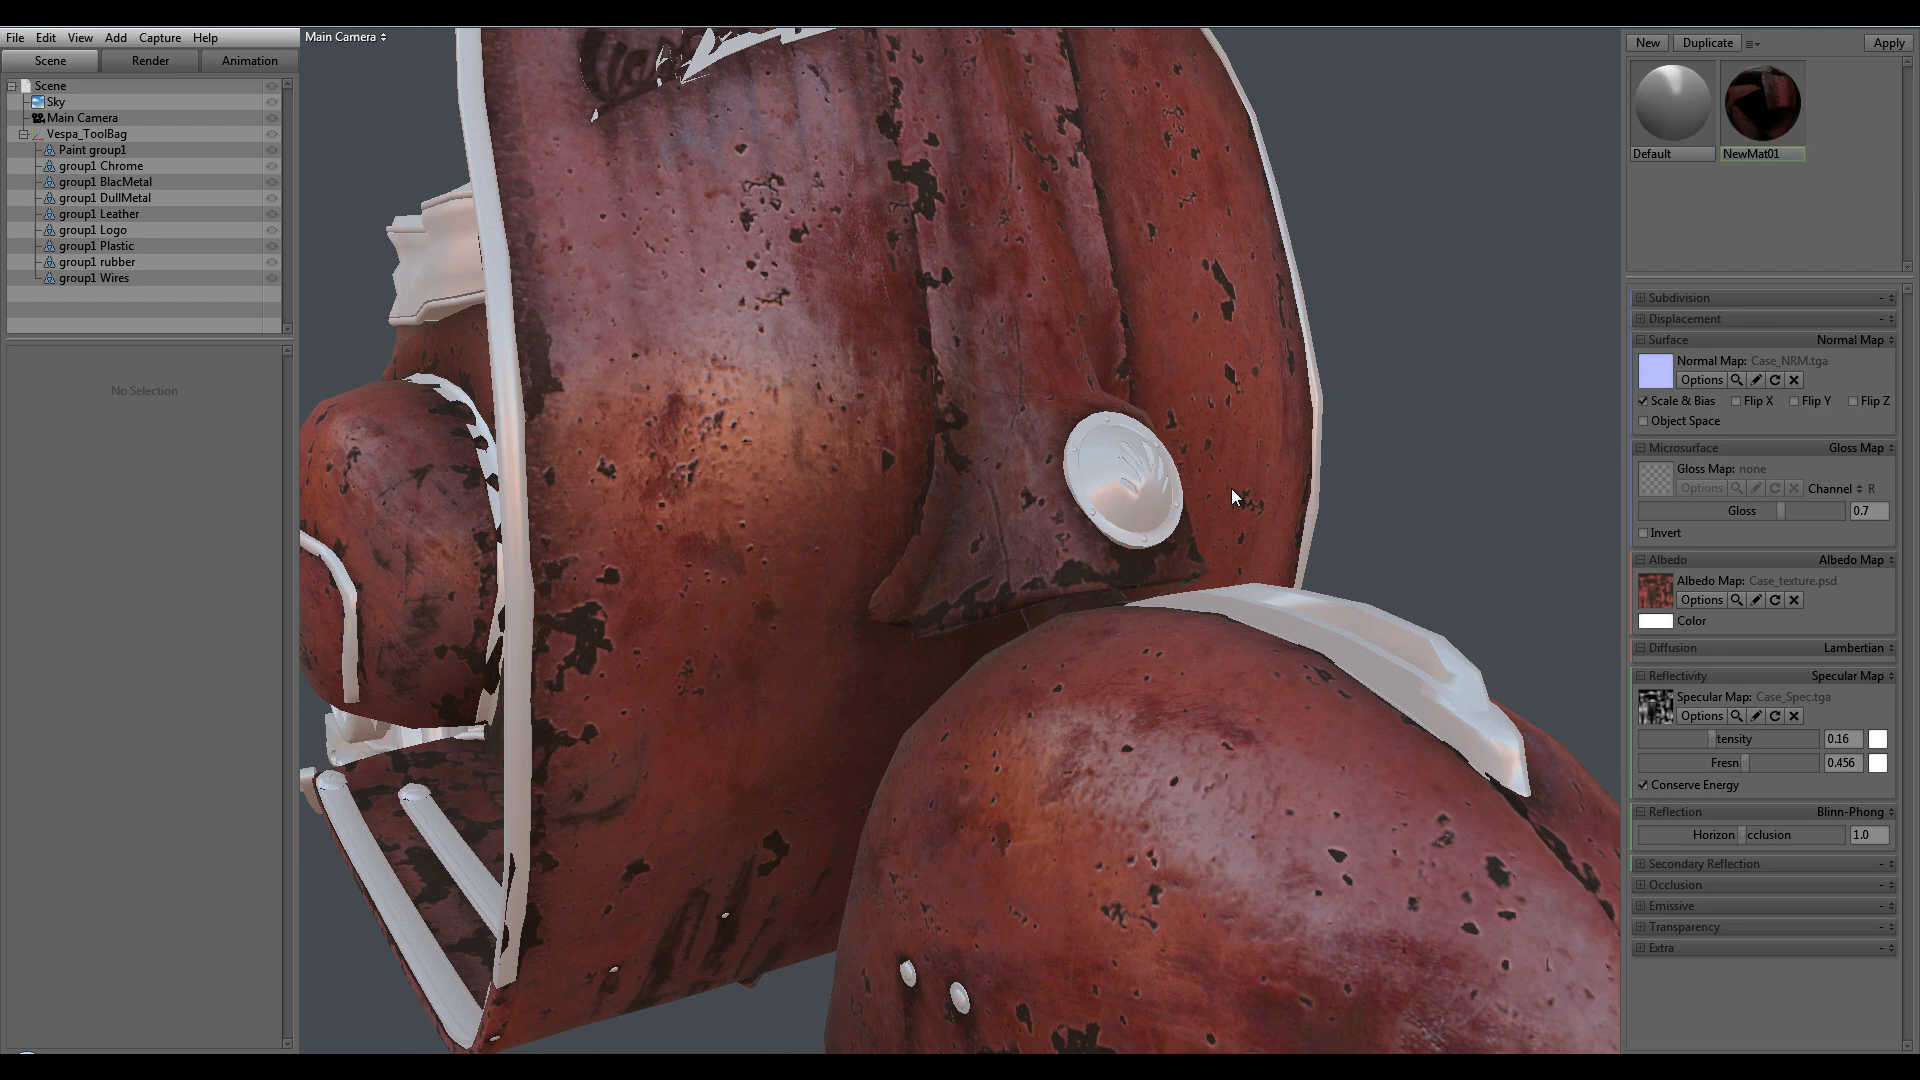 File Edit View Add Capture Help
Main Camera
Scene Render Animation
Scene
Sky
Main Camera
Vespa_ToolBag
Paint group1
group1 Chrome
group1 BlacMetal
group1 DullMetal
group1 Leather
group1 Logo
group1 Plastic
group1 rubber
group1 Wires
No Selection
New Duplicate Apply
Default NewMat01
Subdivision -
Displacement -
Surface Normal Map
Normal Map: Case_NRM.tga
Options
Scale & Bias Flip X Flip Y Flip Z
Object Space
Microsurface Gloss Map
Gloss Map: none
Options Channel R
Gloss 0.7
Invert
Albedo Albedo Map
Albedo Map: Case_texture.psd
Options
Color
Diffusion Lambertian
Reflectivity Specular Map
Specular Map: Case_Spec.tga
Options
tensity 0.16
Fresn 0.456
Conserve Energy
Reflection Blinn-Phong
Horizon cclusion 1.0
Secondary Reflection -
Occlusion -
Emissive -
Transparency -
Extra -